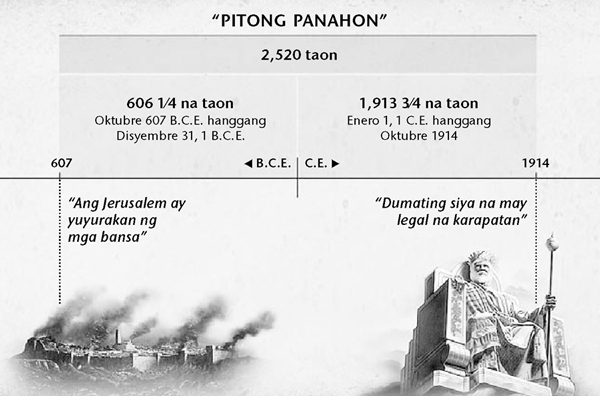 “PITONG PANAHON”
2,520 taon
606 1⁄4 na taon
Oktubre 607 B.C.E. hanggang
Disyembre 31, 1 B.C.E.
1,913 3⁄4 na taon
Enero 1, 1 C.E. hanggang
Oktubre 1914
607
◀ B.C.E.
C.E. ▶
1914
“Ang Jerusalem ay
yuyurakan ng
mga bansa”
“Dumating siya na may
legal na karapatan”